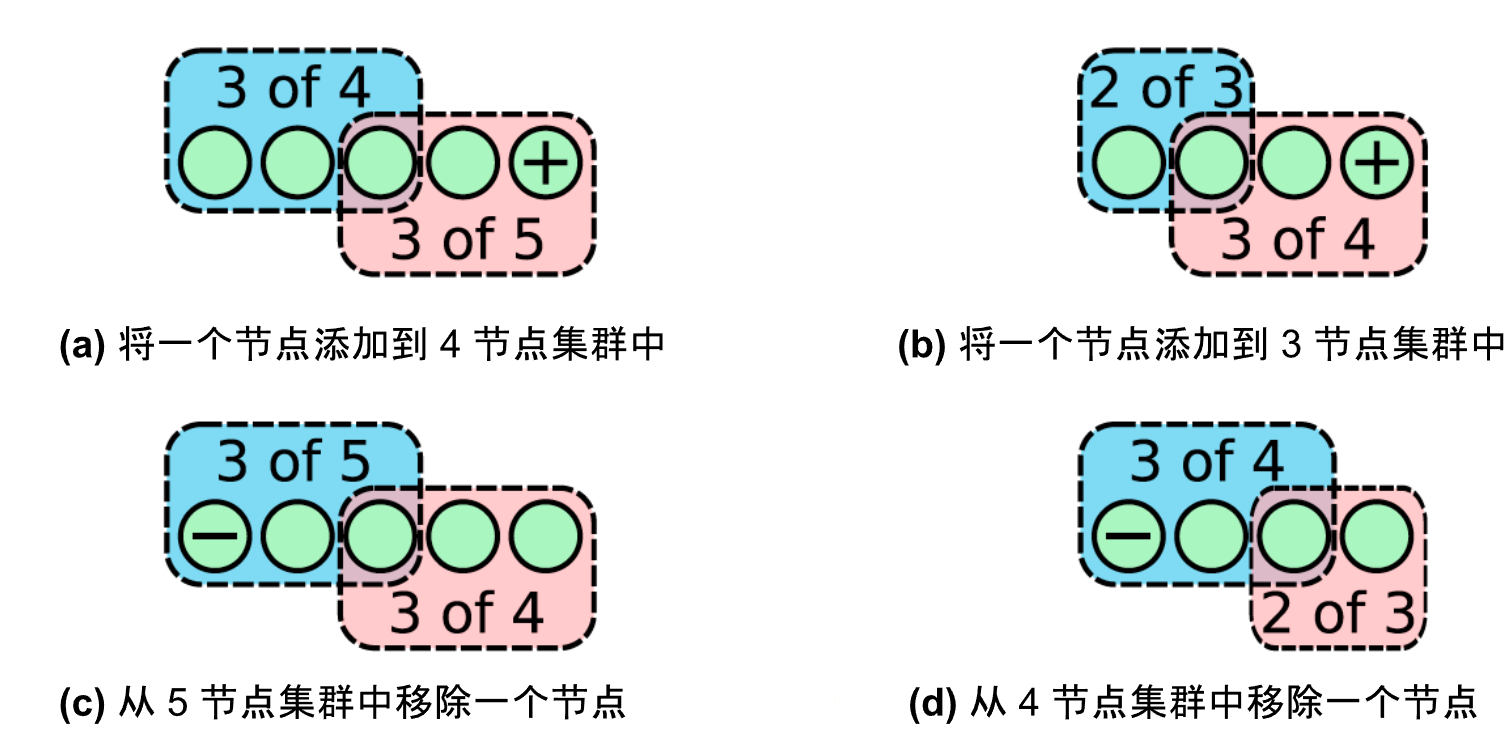 3 of 4
+
3 of 5
(a) 将一个节点添加到 4 节点集群中
2 of 3
+
3 of 4
(b) 将一个节点添加到 3 节点集群中
3 of 5
−
3 of 4
(c) 从 5 节点集群中移除一个节点
3 of 4
−
2 of 3
(d) 从 4 节点集群中移除一个节点